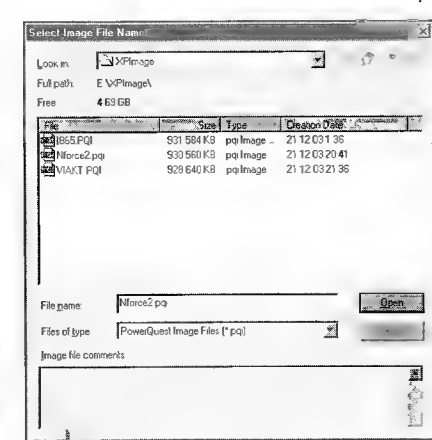 Select Image File Name
Look in: XPImage
Full path: E \XPImage\
Free 4 69 GB
File Size Type Creation Date
I865.PQI 931 584 KB pqi Image .. 21 12 03 1 36
Nforce2.pqi 930 560 KB pqi Image 21 12 03 20 41
VIAKT PQI 928 640 KB pqi Image 21 12 03 21 36
File name: Nforce2 pqi Open
Files of type PowerQuest Image Files (*.pqi)
Image file comments